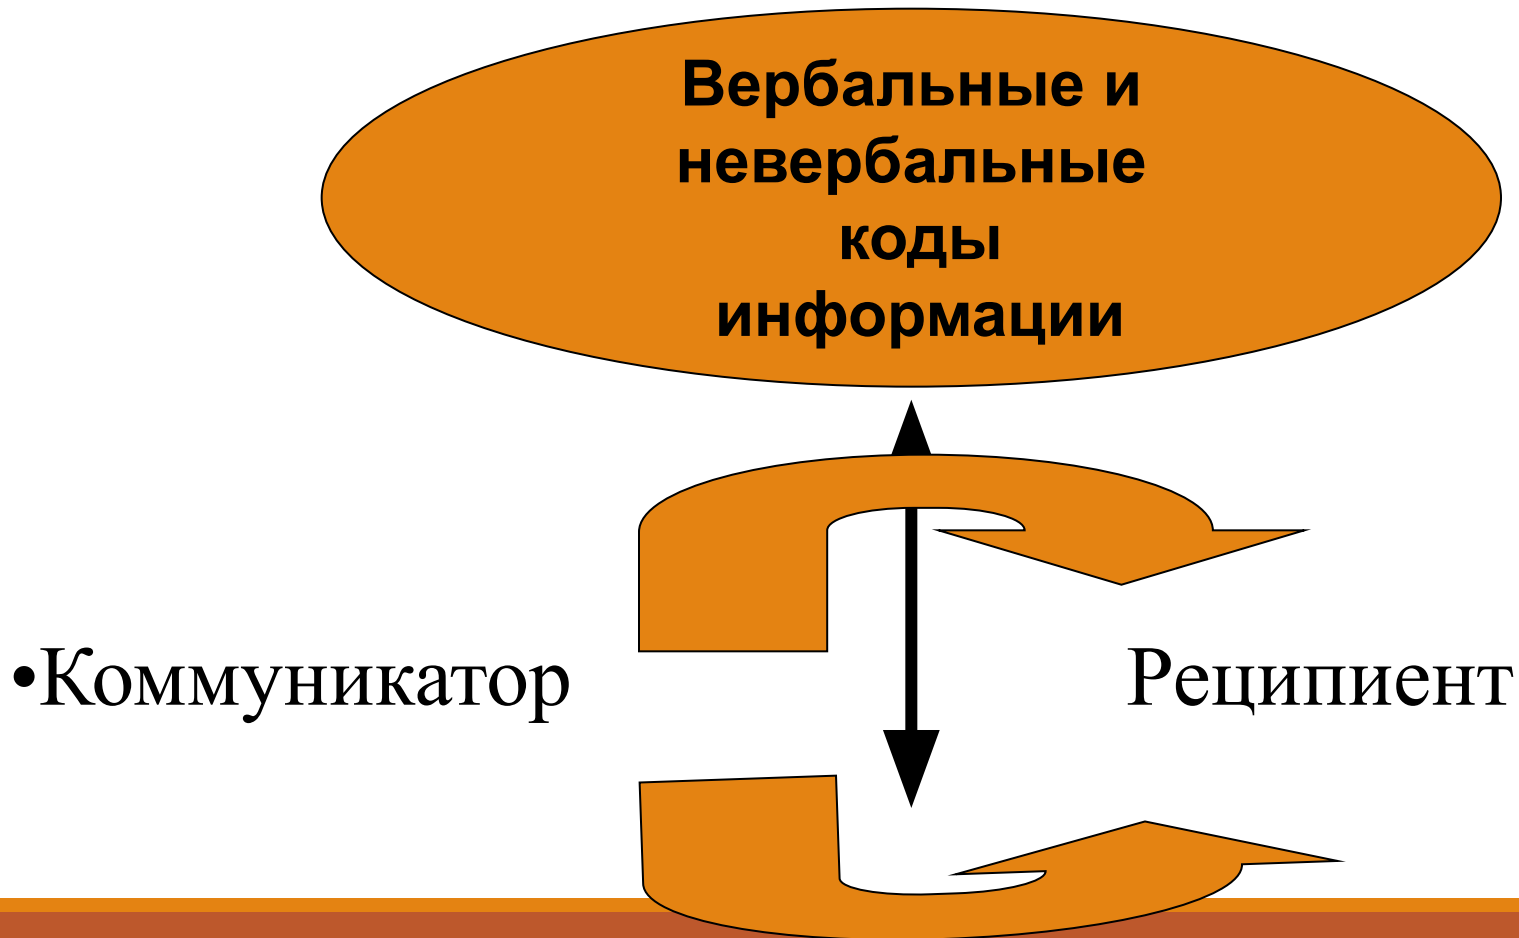 Вербальные и
невербальные
коды
информации
•Коммуникатор
Реципиент